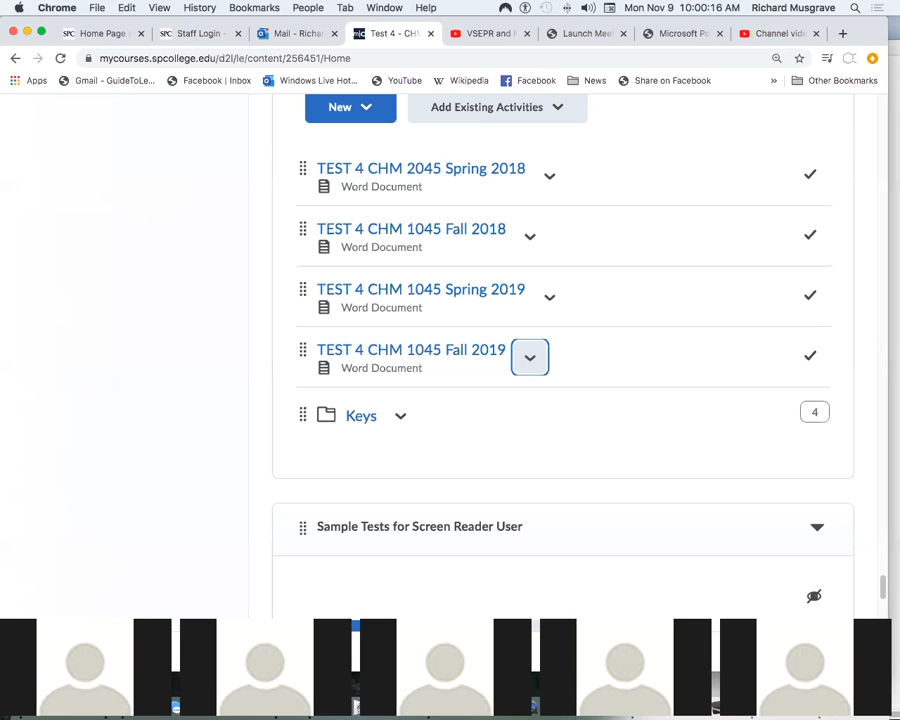 Chrome File Edit View History Bookmarks People Tab Window Help Mon Nov 9 10:00:16 AM Richard Musgrave
SPC Home Page SPC Staff Login - Mail - Richar Test 4 - CHM VSEPR and Launch Mee Microsoft Po Channel vide
mycourses.spcollege.edu/d2l/le/content/256451/Home
Apps Gmail - GuideToLe... Facebook | Inbox Windows Live Hot... YouTube Wikipedia Facebook News Share on Facebook » Other Bookmarks
New Add Existing Activities
TEST 4 CHM 2045 Spring 2018
Word Document
TEST 4 CHM 1045 Fall 2018
Word Document
TEST 4 CHM 1045 Spring 2019
Word Document
TEST 4 CHM 1045 Fall 2019
Word Document
Keys 4
Sample Tests for Screen Reader User